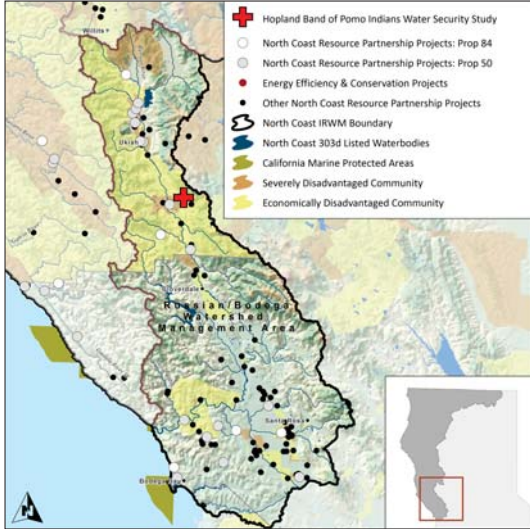 Hopland Band of Pomo Indians Water Security Study
North Coast Resource Partnership Projects: Prop 84
North Coast Resource Partnership Projects: Prop 50
Energy Efficiency & Conservation Projects
Other North Coast Resource Partnership Projects
North Coast IRWM Boundary
North Coast 303d Listed Waterbodies
California Marine Protected Areas
Severely Disadvantaged Community
Economically Disadvantaged Community
Willits
Ukiah
Cloverdale
Russian/Bodega
Watershed
Management Area
Santa Rosa
Bodega Bay
N